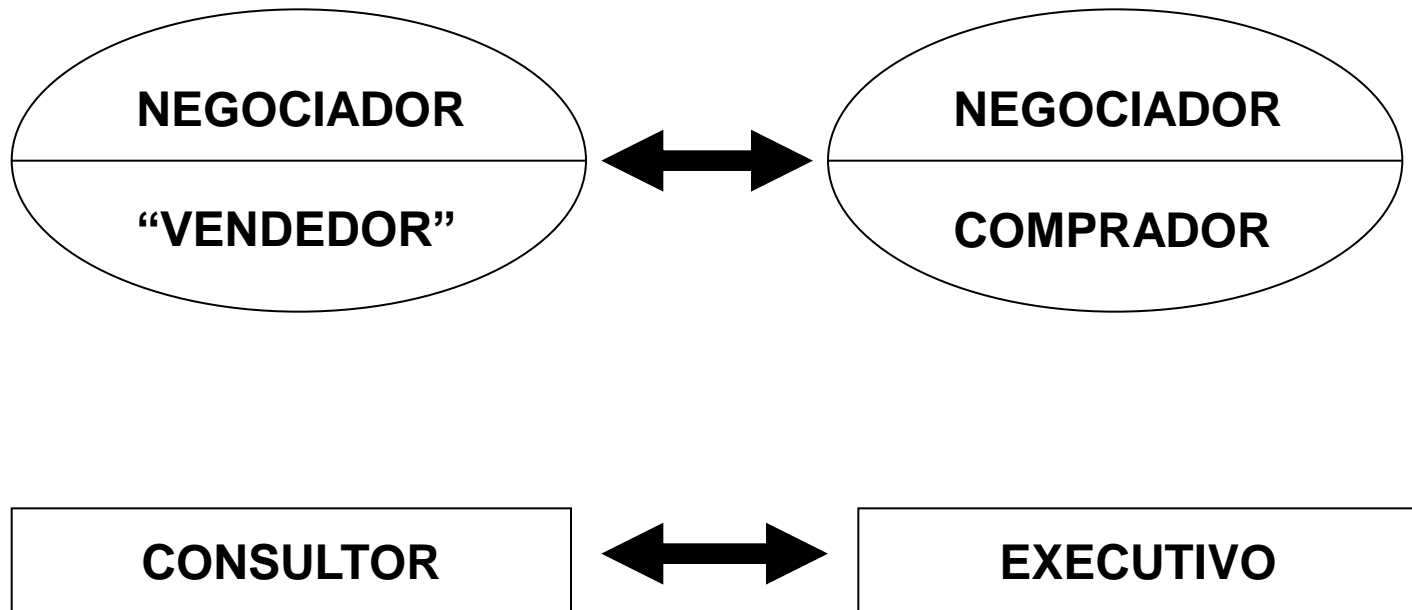 NEGOCIADOR
“VENDEDOR”
NEGOCIADOR
COMPRADOR
CONSULTOR
EXECUTIVO